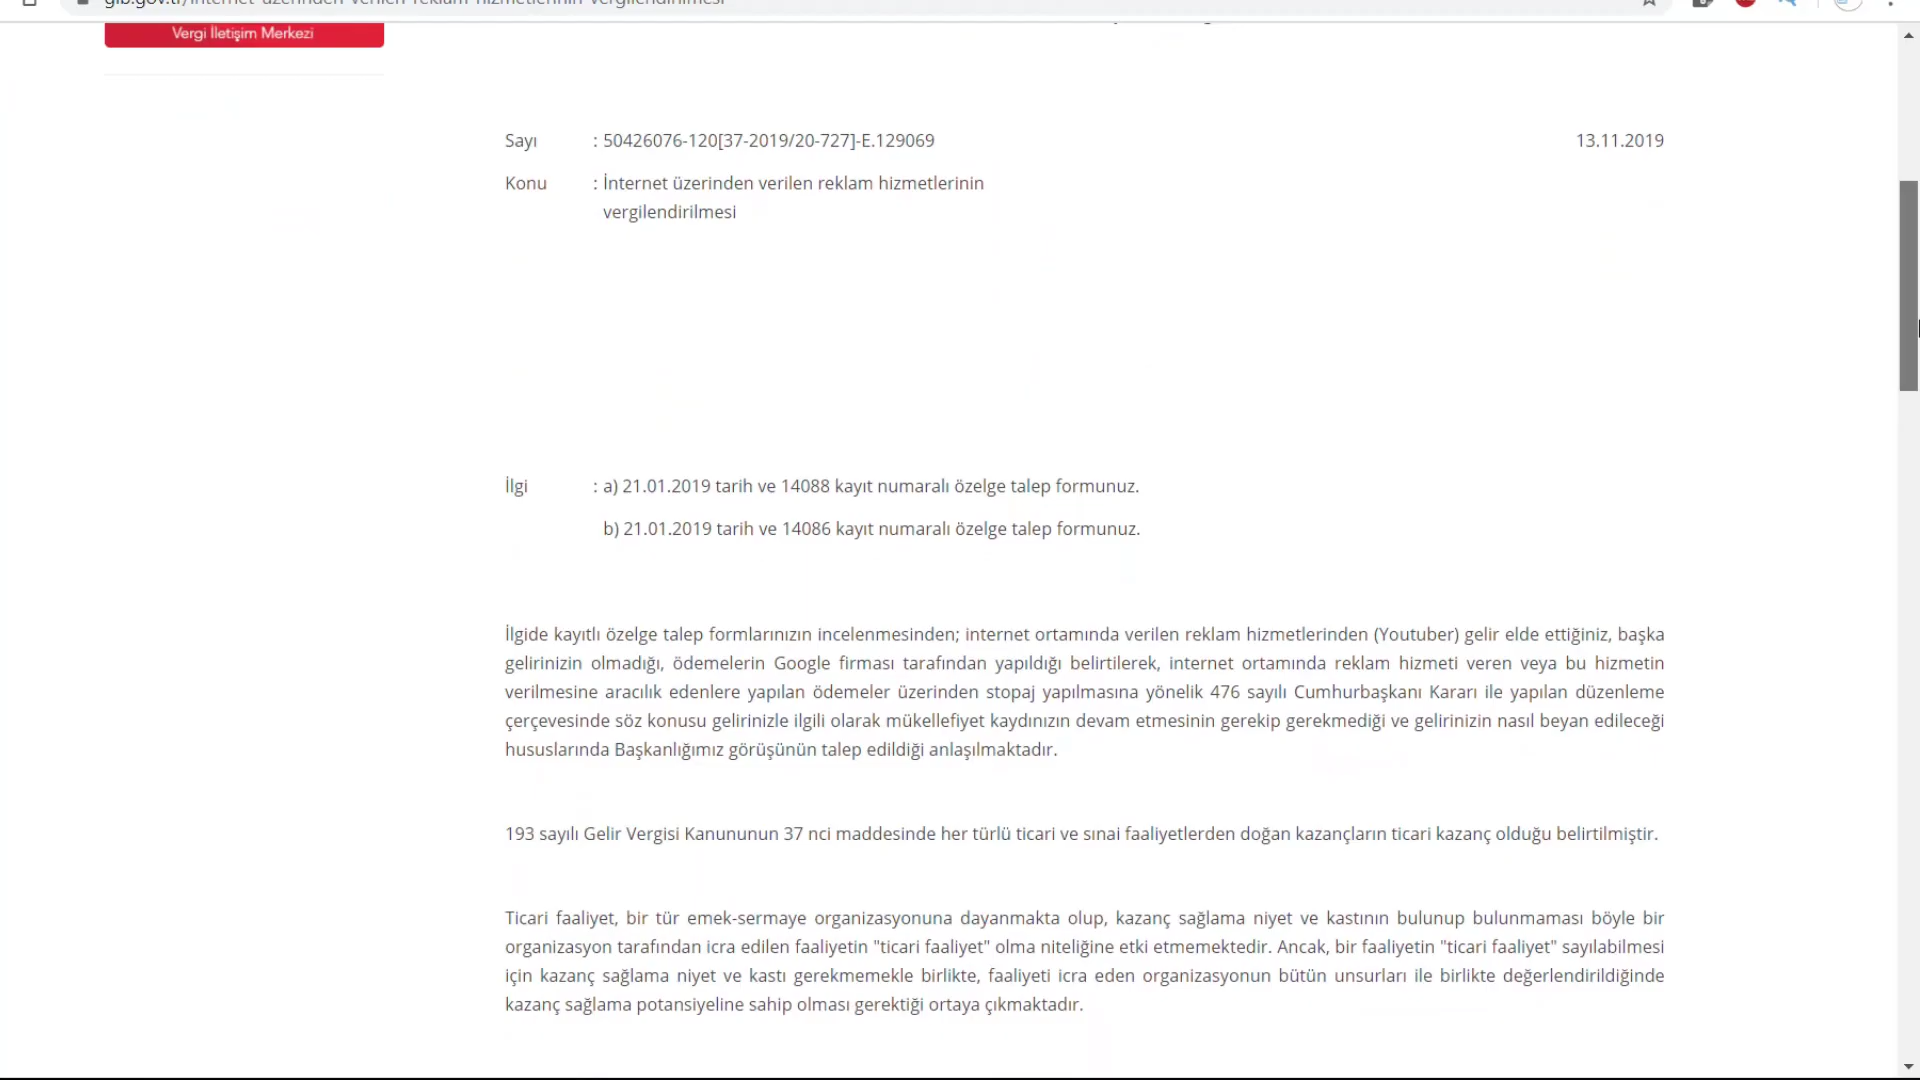 gib.gov.tr/internet-uzerinden-verilen-reklam-hizmetlerinin-vergilendirilmesi
Vergi İletişim Merkezi
Sayı : 50426076-120[37-2019/20-727]-E.129069 13.11.2019
Konu : İnternet üzerinden verilen reklam hizmetlerinin
vergilendirilmesi
İlgi : a) 21.01.2019 tarih ve 14088 kayıt numaralı özelge talep formunuz.
b) 21.01.2019 tarih ve 14086 kayıt numaralı özelge talep formunuz.
İlgide kayıtlı özelge talep formlarınızın incelenmesinden; internet ortamında verilen reklam hizmetlerinden (Youtuber) gelir elde ettiğiniz, başka
gelirinizin olmadığı, ödemelerin Google firması tarafından yapıldığı belirtilerek, internet ortamında reklam hizmeti veren veya bu hizmetin
verilmesine aracılık edenlere yapılan ödemeler üzerinden stopaj yapılmasına yönelik 476 sayılı Cumhurbaşkanı Kararı ile yapılan düzenleme
çerçevesinde söz konusu gelirinizle ilgili olarak mükellefiyet kaydınızın devam etmesinin gerekip gerekmediği ve gelirinizin nasıl beyan edileceği
hususlarında Başkanlığımız görüşünün talep edildiği anlaşılmaktadır.
193 sayılı Gelir Vergisi Kanununun 37 nci maddesinde her türlü ticari ve sınai faaliyetlerden doğan kazançların ticari kazanç olduğu belirtilmiştir.
Ticari faaliyet, bir tür emek-sermaye organizasyonuna dayanmakta olup, kazanç sağlama niyet ve kastının bulunup bulunmaması böyle bir
organizasyon tarafından icra edilen faaliyetin "ticari faaliyet" olma niteliğine etki etmemektedir. Ancak, bir faaliyetin "ticari faaliyet" sayılabilmesi
için kazanç sağlama niyet ve kastı gerekmemekle birlikte, faaliyeti icra eden organizasyonun bütün unsurları ile birlikte değerlendirildiğinde
kazanç sağlama potansiyeline sahip olması gerektiği ortaya çıkmaktadır.